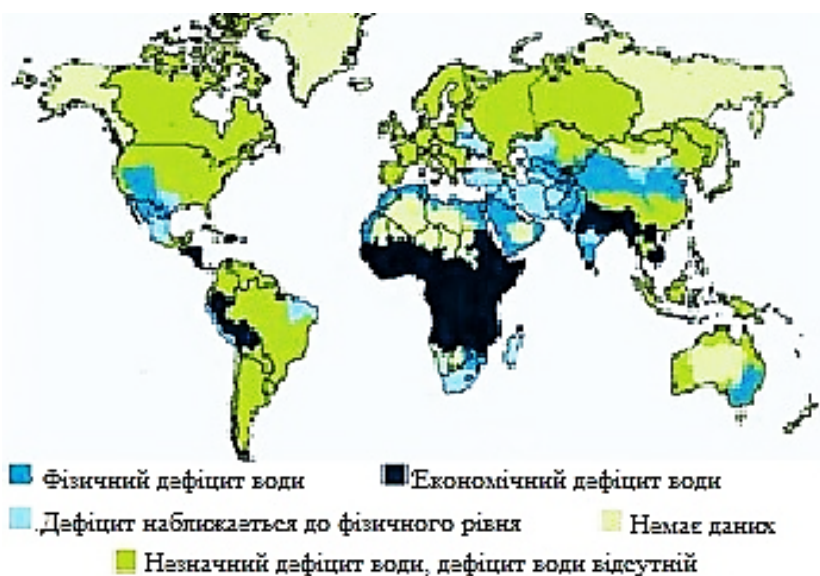 Фізичний дефіцит води
Економічний дефіцит води
.Дефіцит наближається до фізичного рівня
Немає даних
Незначний дефіцит води, дефіцит води відсутній